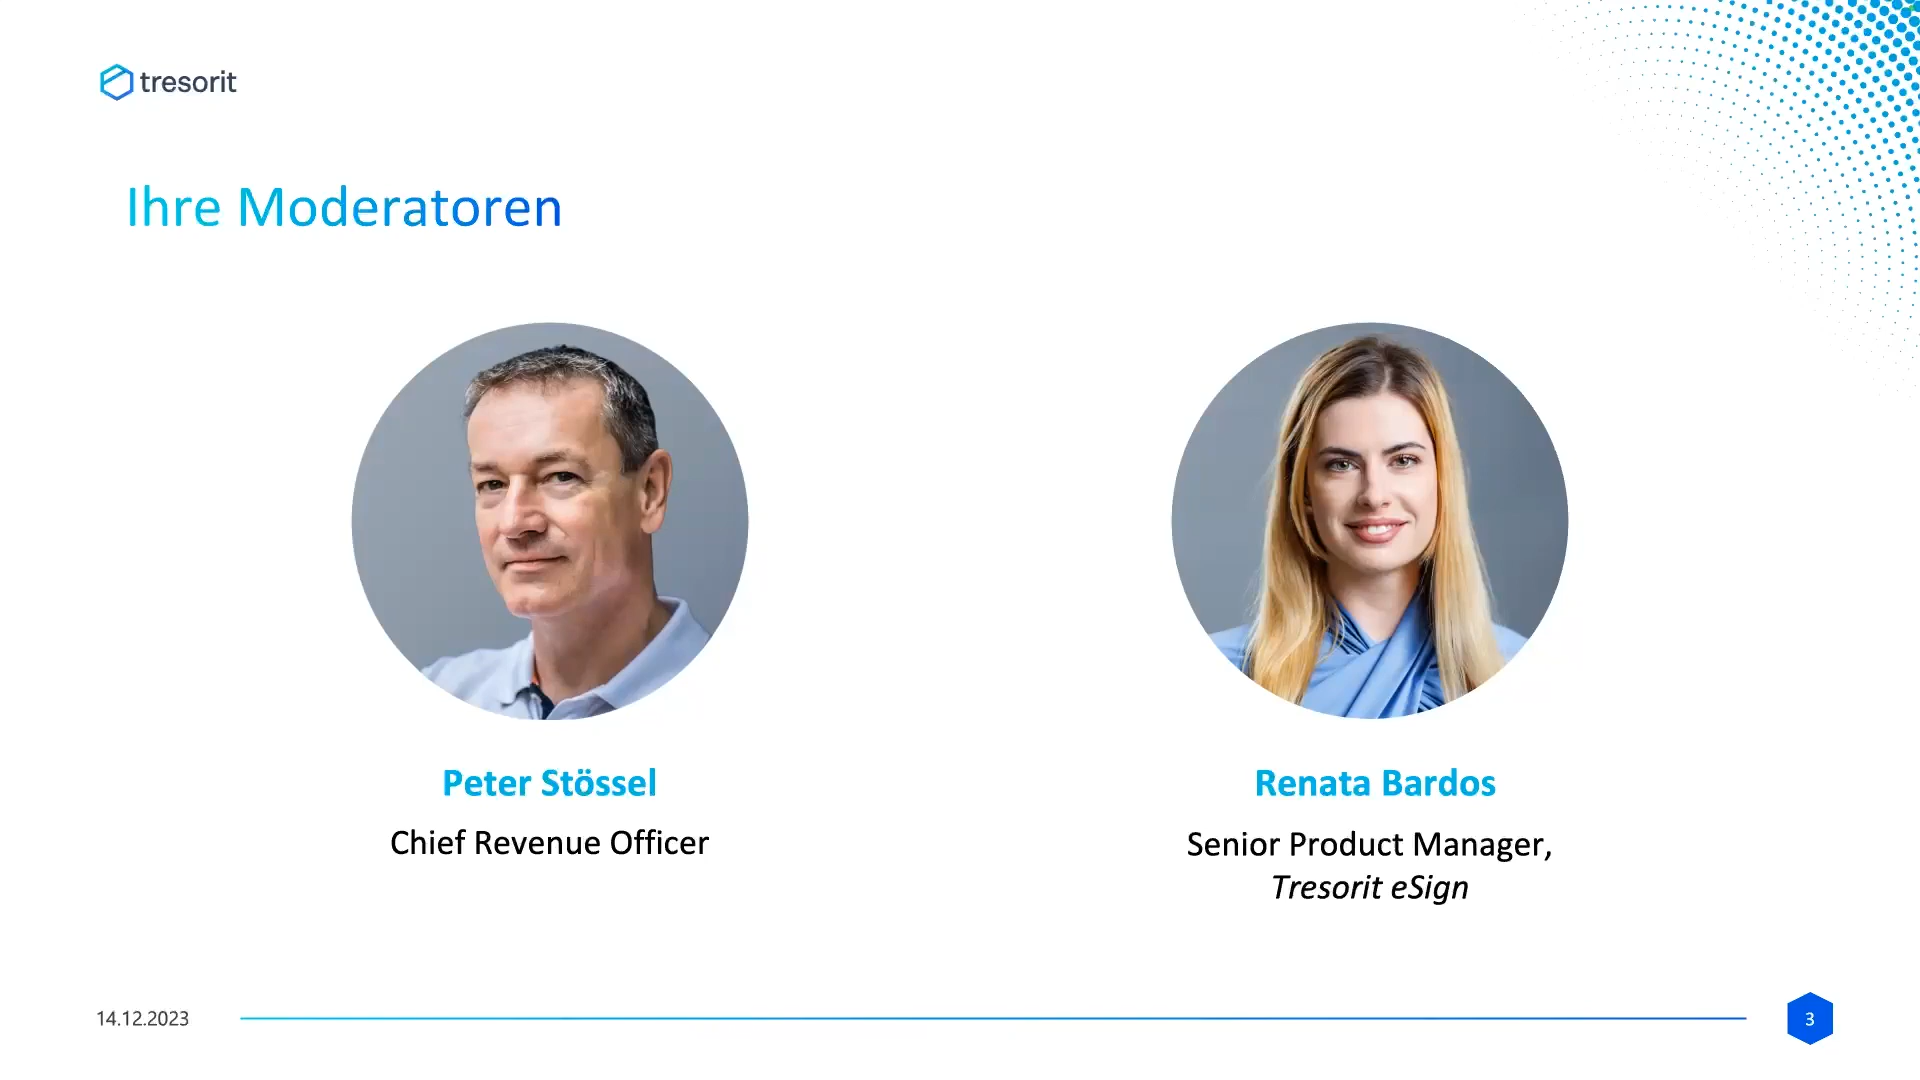 tresorit
Ihre Moderatoren
Peter Stössel
Chief Revenue Officer
Renata Bardos
Senior Product Manager,
Tresorit eSign
14.12.2023
3